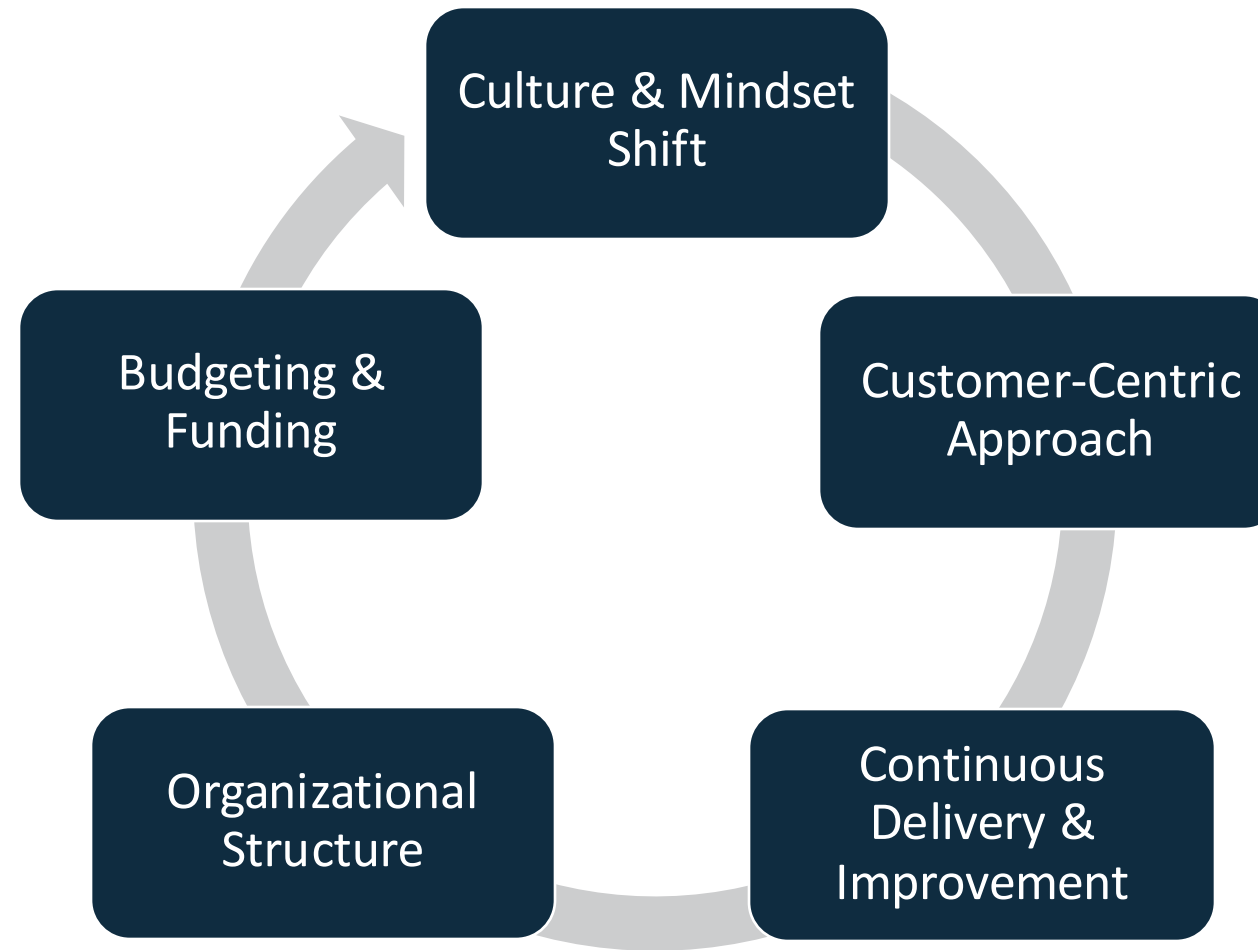 Culture & Mindset
Shift
Customer-Centric
Approach
Continuous
Delivery &
Improvement
Organizational
Structure
Budgeting &
Funding